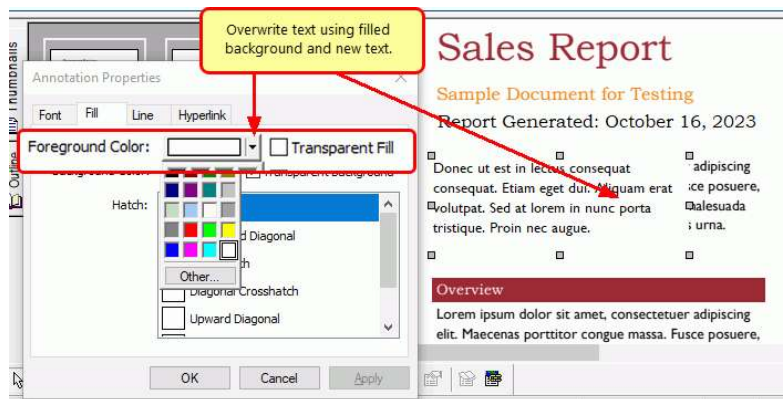 Overwrite text using filled
background and new text.
Thumbnails
Outline
Annotation Properties
Font Fill Line Hyperlink
Foreground Color: Transparent Fill
Transparent Background
Hatch:
Diagonal
Other...
Diagonal Crosshatch
Upward Diagonal
OK Cancel Apply
Sales Report
Sample Document for Testing
Report Generated: October 16, 2023
Donec ut est in lectus consequat adipiscing
consequat. Etiam eget dui. Aliquam erat posuere,
volutpat. Sed at lorem in nunc porta malesuada
tristique. Proin nec augue. urna.
Overview
Lorem ipsum dolor sit amet, consectetuer adipiscing
elit. Maecenas porttitor congue massa. Fusce posuere,